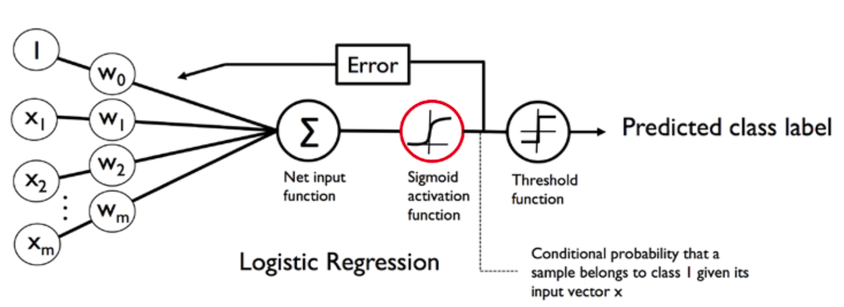 1
w0
Error
x1
w1
Σ
Predicted class label
x2
w2
Net input
function
Sigmoid
activation
function
Threshold
function
wm
xm
Logistic Regression
Conditional probability that a
sample belongs to class 1 given its
input vector x